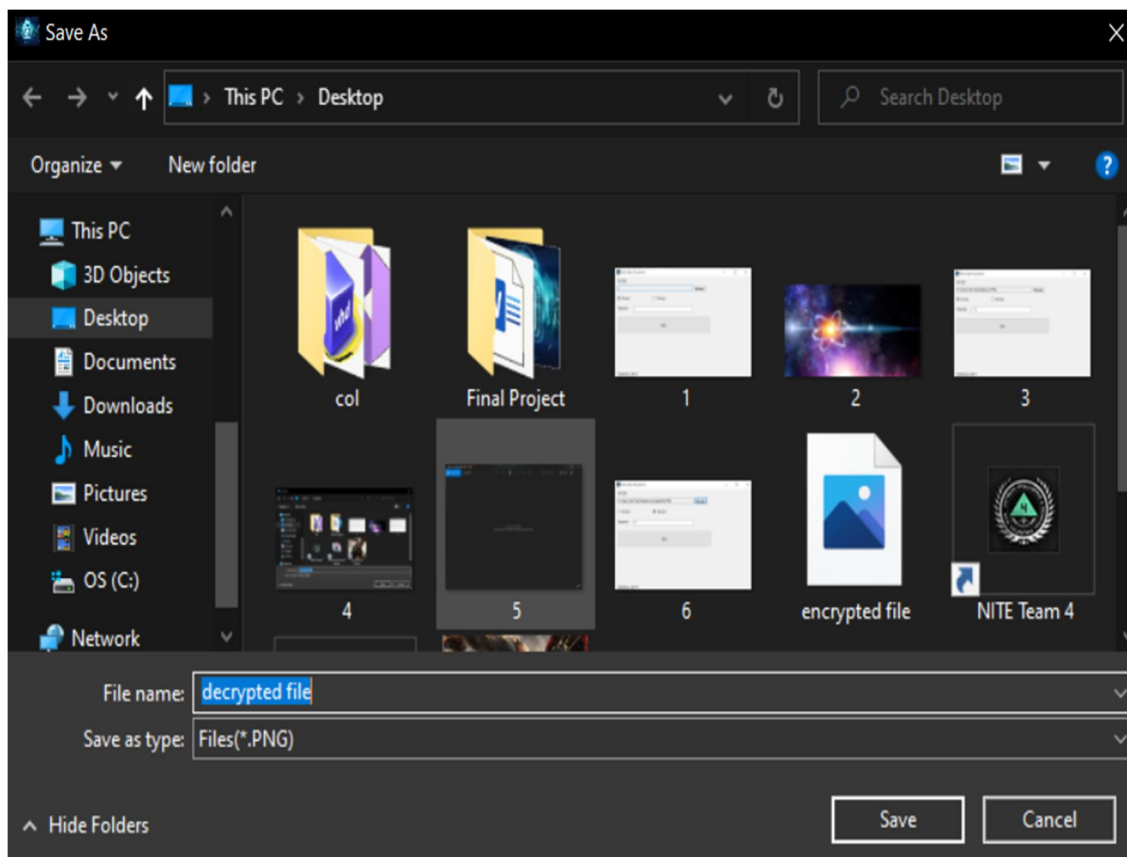 Save As
This PC > Desktop
Search Desktop
Organize
New folder
This PC
3D Objects
Desktop
Documents
Downloads
Music
Pictures
Videos
OS (C:)
Network
col
Final Project
1
2
3
4
5
6
encrypted file
NITE Team 4
File name: decrypted file
Save as type: Files(*.PNG)
Hide Folders
Save
Cancel